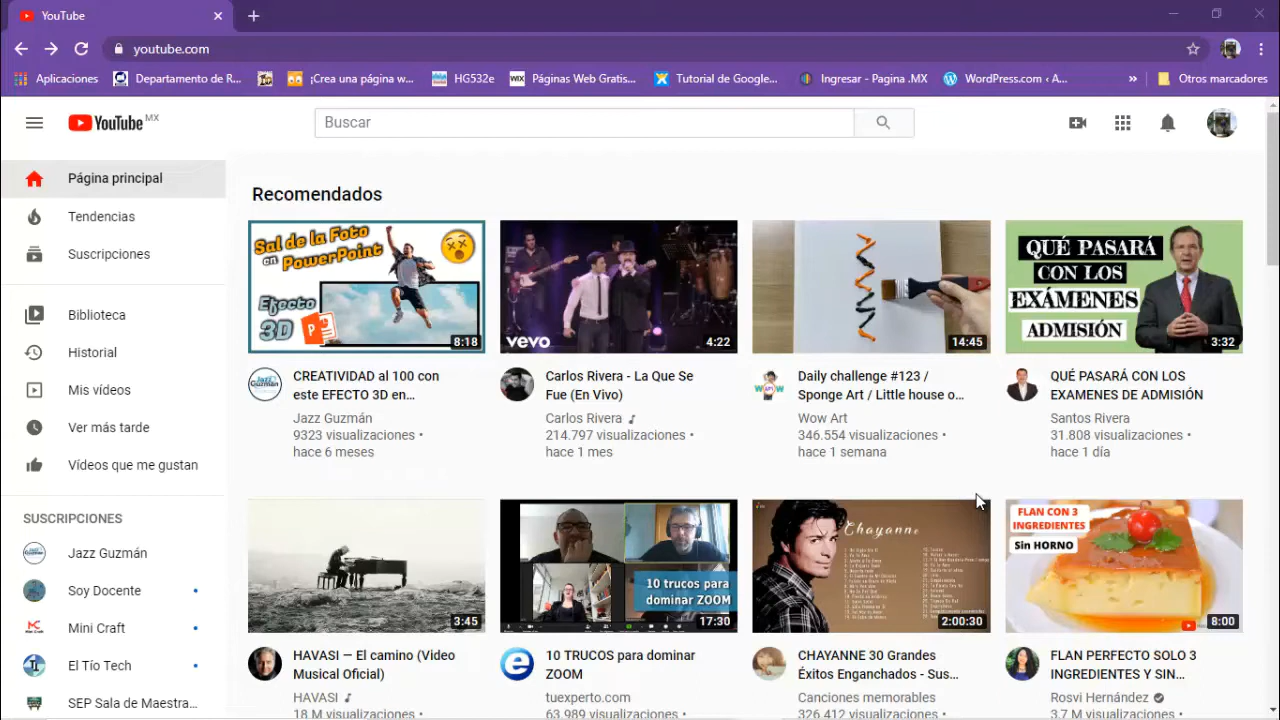 YouTube
youtube.com
Aplicaciones
Departamento de R...
¡Crea una página w...
HG532e
Páginas Web Gratis...
Tutorial de Google...
Ingresar - Pagina .MX
WordPress.com ‹ A...
»
Otros marcadores
YouTube MX
Buscar
Página principal
Tendencias
Suscripciones
Biblioteca
Historial
Mis vídeos
Ver más tarde
Vídeos que me gustan
SUSCRIPCIONES
Jazz Guzmán
Soy Docente
Mini Craft
El Tío Tech
SEP Sala de Maestra...
Recomendados
Sal de la Foto
en PowerPoint
Efecto
3D
8:18
CREATIVIDAD al 100 con
este EFECTO 3D en...
Jazz Guzmán
9323 visualizaciones •
hace 6 meses
vevo
4:22
Carlos Rivera - La Que Se
Fue (En Vivo)
Carlos Rivera
214.797 visualizaciones •
hace 1 mes
14:45
Daily challenge #123 /
Sponge Art / Little house o...
Wow Art
346.554 visualizaciones •
hace 1 semana
QUÉ PASARÁ
CON LOS
EXÁMENES
ADMISIÓN
3:32
QUÉ PASARÁ CON LOS
EXAMENES DE ADMISIÓN
Santos Rivera
31.808 visualizaciones •
hace 1 día
3:45
HAVASI — El camino (Video
Musical Oficial)
HAVASI
18 M visualizaciones •
10 trucos para
dominar ZOOM
17:30
10 TRUCOS para dominar
ZOOM
tuexperto.com
63.989 visualizaciones •
Chayanne
2:00:30
CHAYANNE 30 Grandes
Éxitos Enganchados - Sus...
Canciones memorables
326.412 visualizaciones •
FLAN CON 3
INGREDIENTES
Sin HORNO
8:00
FLAN PERFECTO SOLO 3
INGREDIENTES Y SIN...
Rosvi Hernández
3.7 M visualizaciones •